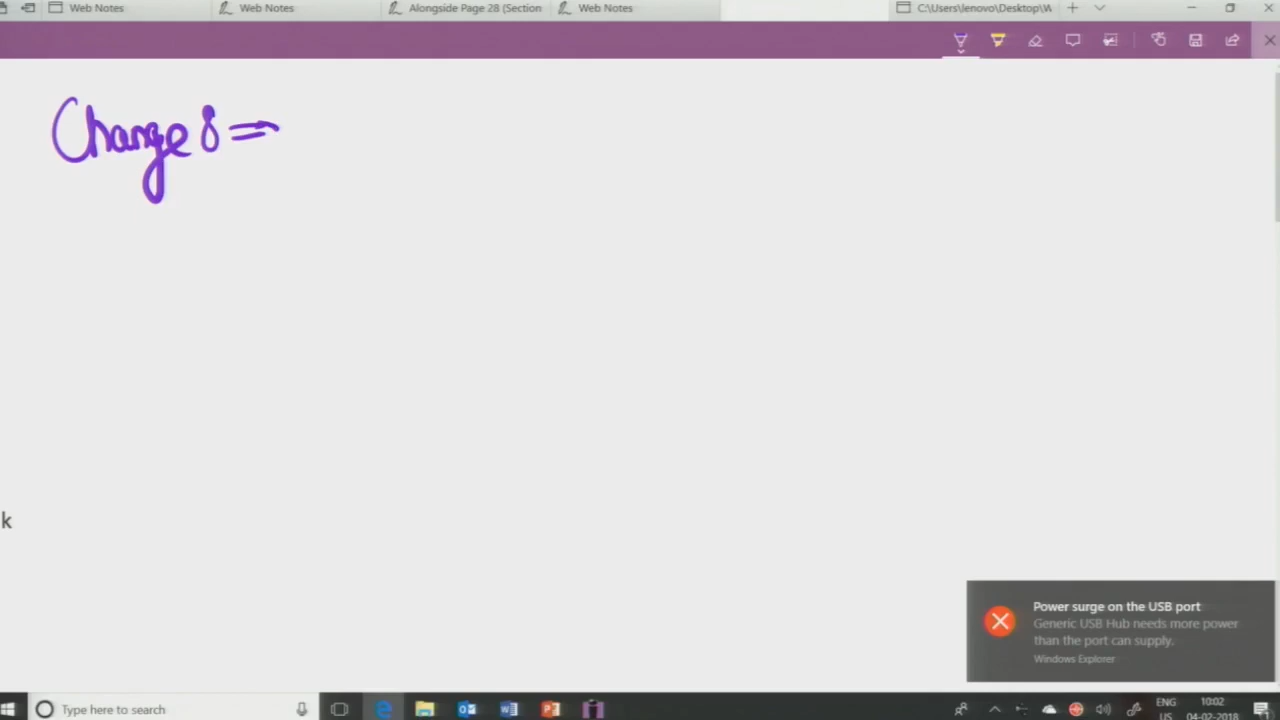 Web Notes
Web Notes
Alongside Page 28 (Section
Web Notes
C:\Users\lenovo\Desktop\W
Change 8 ⇒
k
Power surge on the USB port
Generic USB Hub needs more power
than the port can supply.
Windows Explorer
Type here to search
ENG
US
10:02
04-02-2018